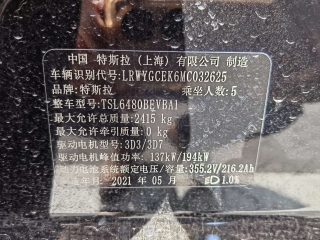 中国 特斯拉 (上海) 有限公司 制造
车辆识别代号: LRWYGCEK6MC032625
品牌: 特斯拉 乘坐人数: 5
整车型号: TSL6480BEVBA1
最大允许总质量: 2415 kg
最大允许牵引质量: 0 kg
驱动电机型号: 3D3/3D7
驱动电机峰值功率: 137kW/194kW
动力电池系统额定电压/容量: 355.2V/216.2Ah
年月: 2021 年 05 月 1.0%